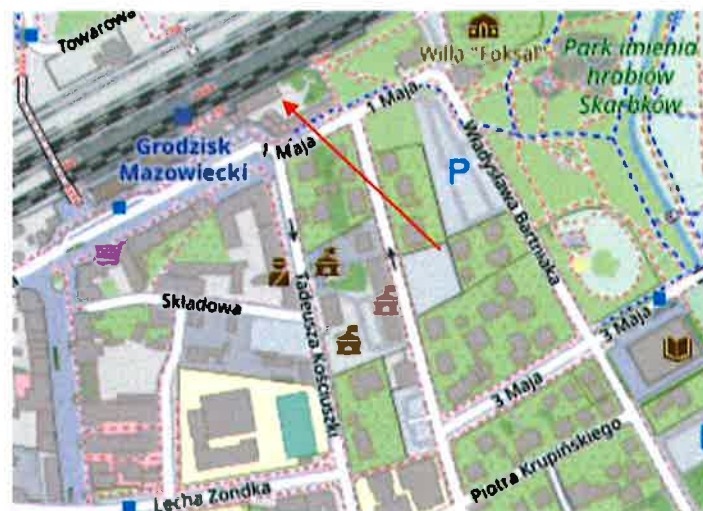 Towarowa
Willa "Foksal"
Park imienia
hrabiów
Skarbków
1 Maja
1 Maja
Grodzisk
Mazowiecki
P
Władysława Bartniaka
Składowa
Tadeusza Kościuszki
3 Maja
3 Maja
Piotra Krupińskiego
Lecha Zondka